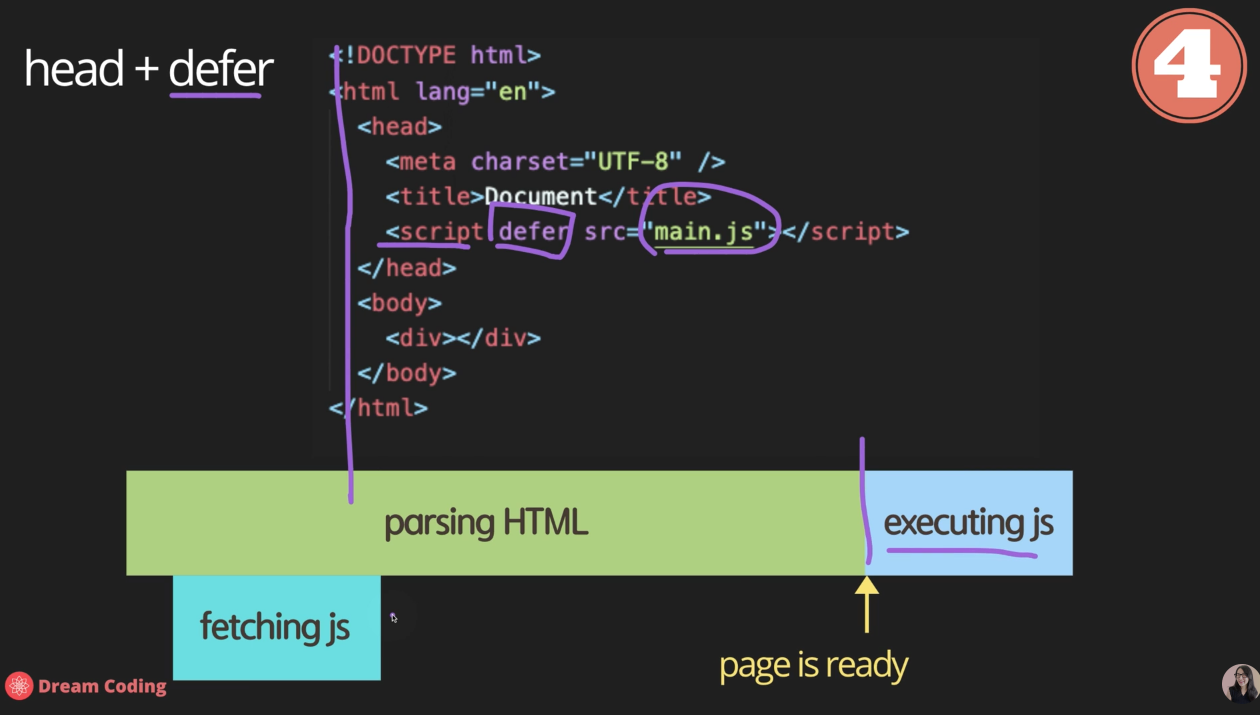 head + defer
4
<!DOCTYPE html>
<html lang="en">
<head>
<meta charset="UTF-8" />
<title>Document</title>
<script defer src="main.js"></script>
</head>
<body>
<div></div>
</body>
</html>
parsing HTML
executing js
fetching js
page is ready
Dream Coding